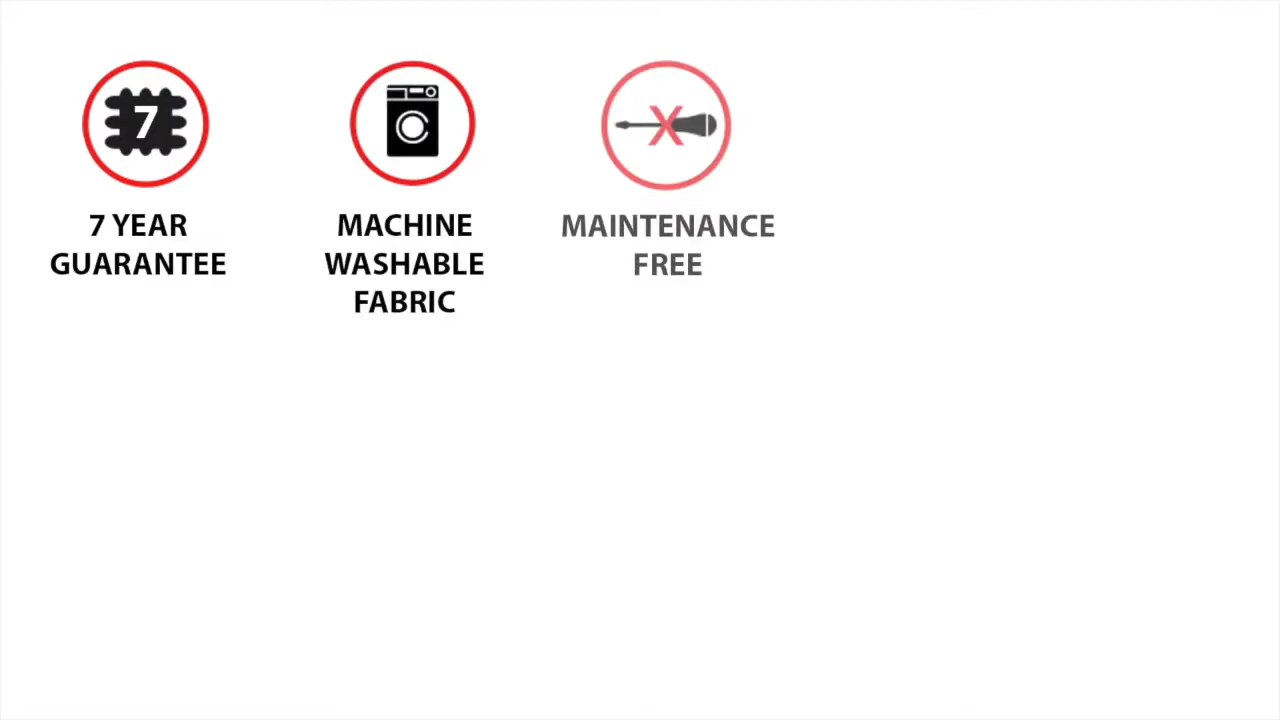 7
7 YEAR
GUARANTEE
MACHINE
WASHABLE
FABRIC
X
MAINTENANCE
FREE